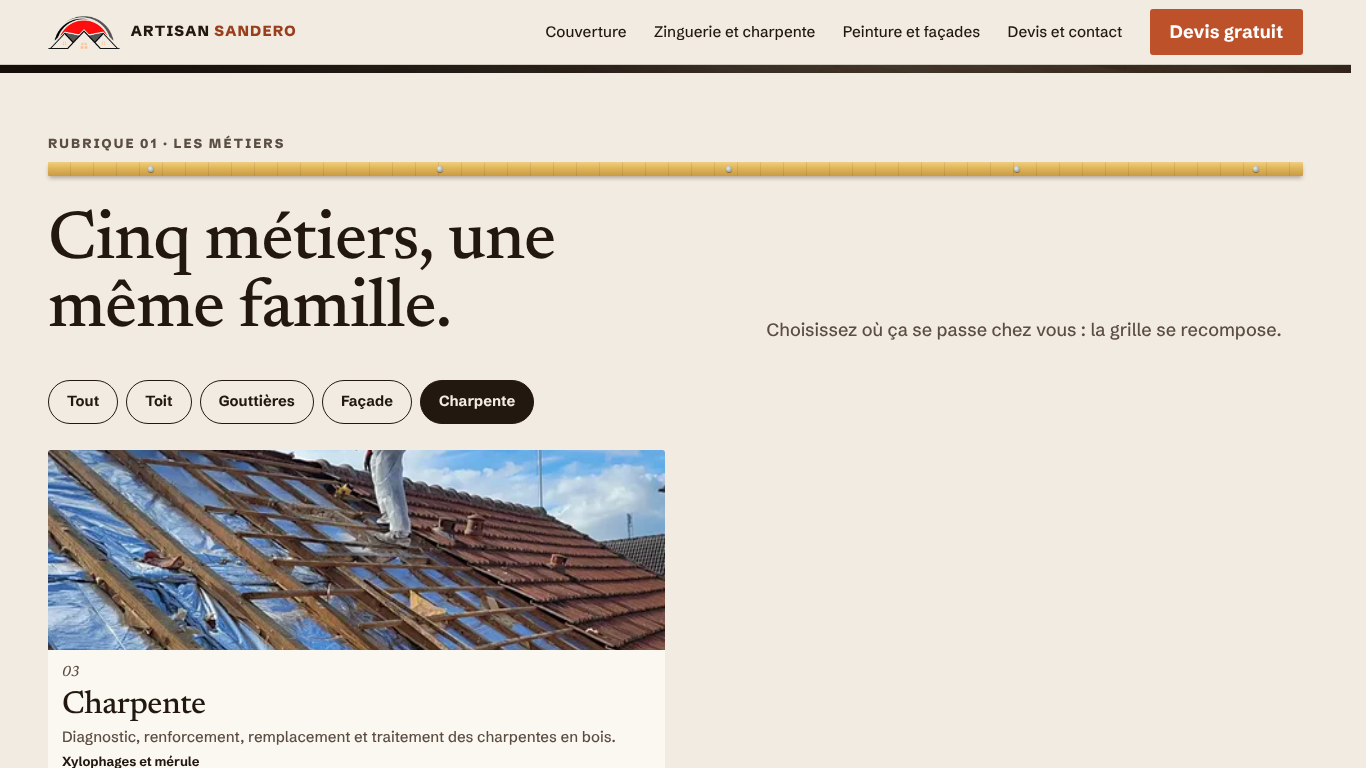 ARTISAN SANDERO
Couverture
Zinguerie et charpente
Peinture et façades
Devis et contact
Devis gratuit
RUBRIQUE 01 · LES MÉTIERS
Cinq métiers, une
même famille.
Choisissez où ça se passe chez vous : la grille se recompose.
Tout
Toit
Gouttières
Façade
Charpente
03
Charpente
Diagnostic, renforcement, remplacement et traitement des charpentes en bois.
Xylophages et mérule